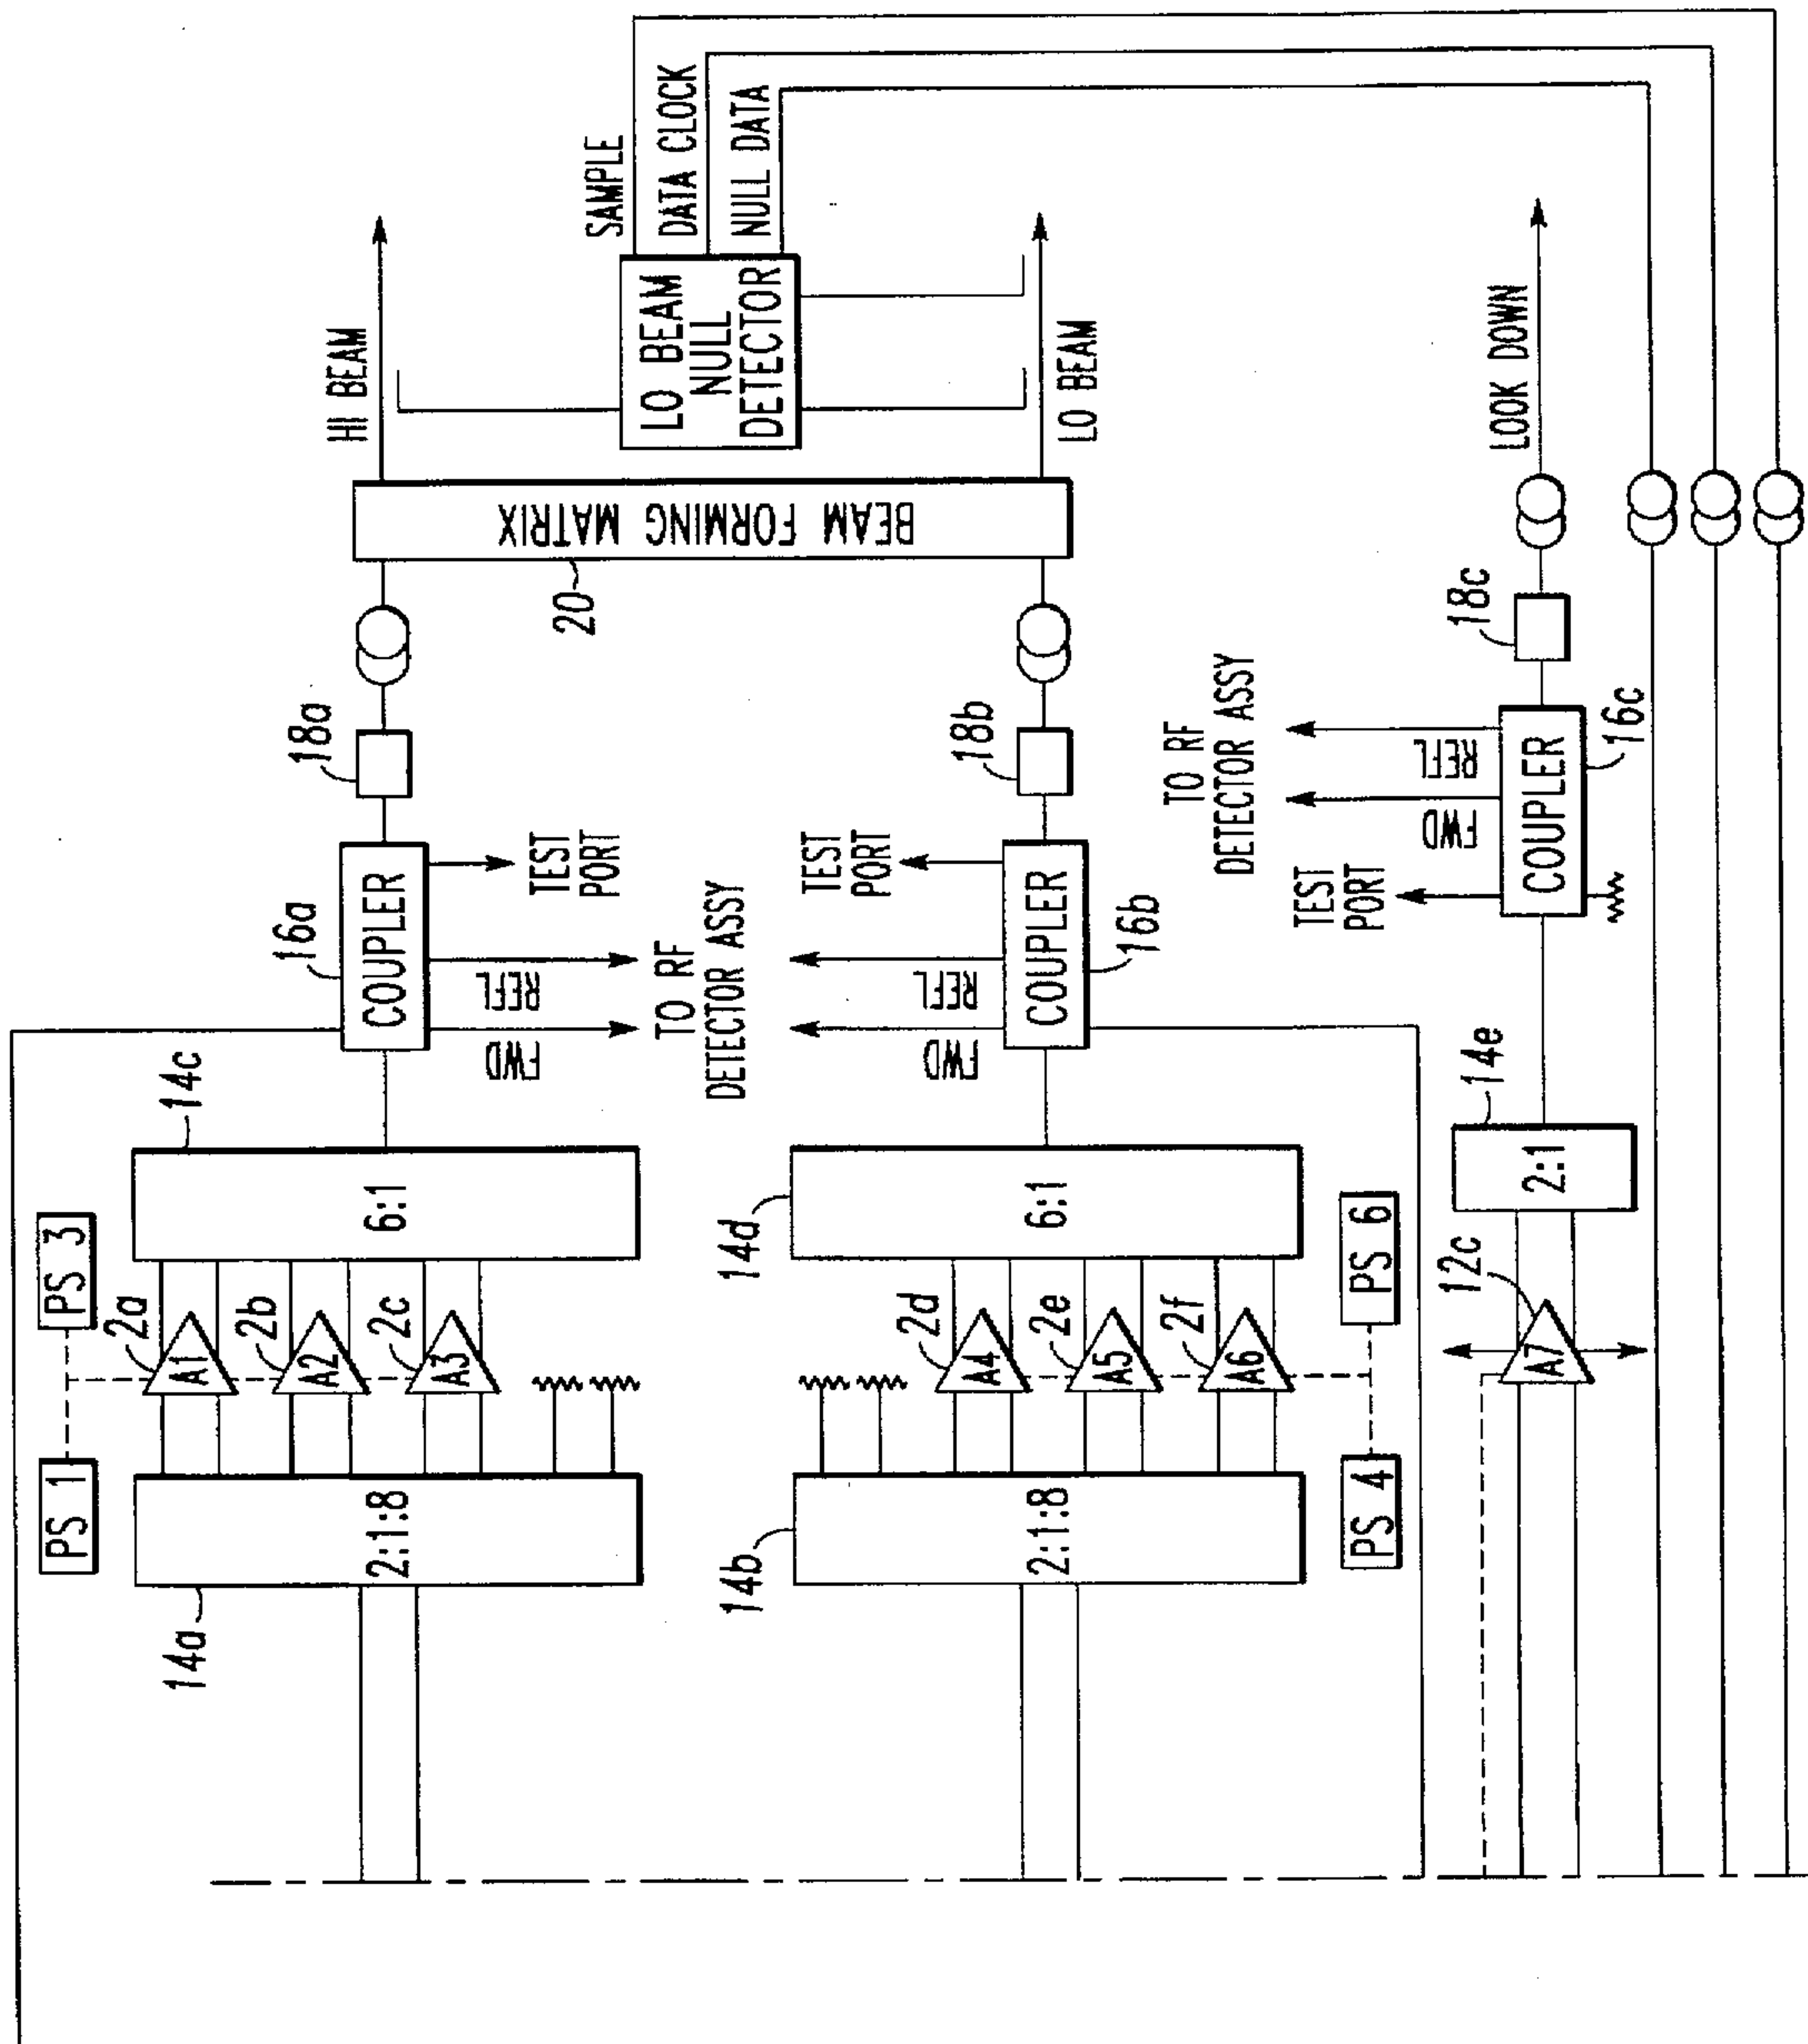 PS 1
PS 3
14a
2:1:8
2a
A1
2b
A2
2c
A3
14c
6:1
16a
COUPLER
FWD
REFL
TO RF
DETECTOR ASSY
TEST
PORT
18a
20
BEAM FORMING MATRIX
HI BEAM
LO BEAM
NULL
DETECTOR
SAMPLE
DATA CLOCK
NULL DATA
LO BEAM
14b
2:1:8
2d
A4
2e
A5
2f
A6
14d
6:1
PS 4
PS 6
16b
COUPLER
FWD
REFL
TEST
PORT
18b
A7
12c
14e
2:1
16c
COUPLER
TEST
PORT
FWD
REFL
TO RF
DETECTOR ASSY
18c
LOOK DOWN